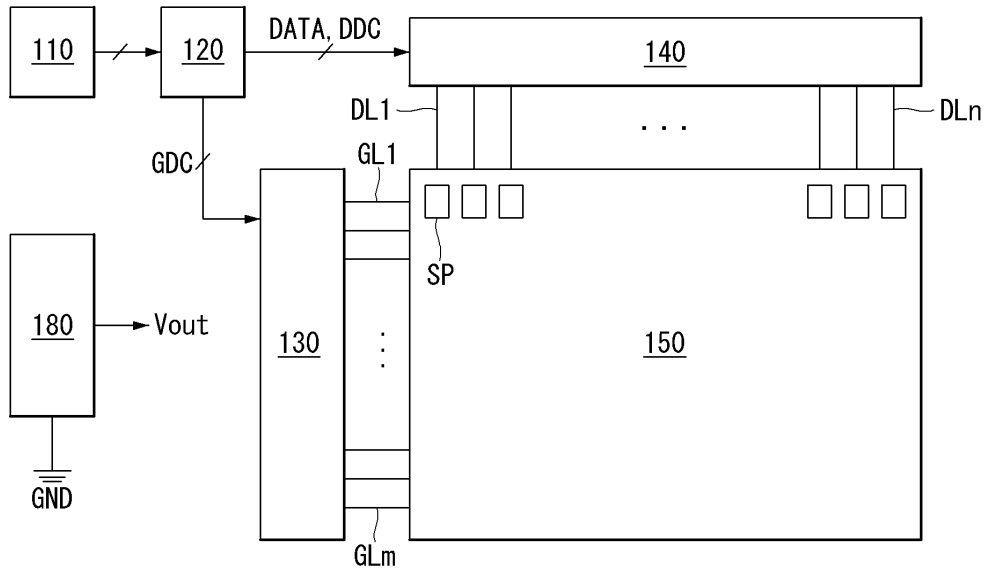 110
120
DATA, DDC
140
DL1
...
DLn
GDC
GL1
SP
180
Vout
130
150
GND
GLm